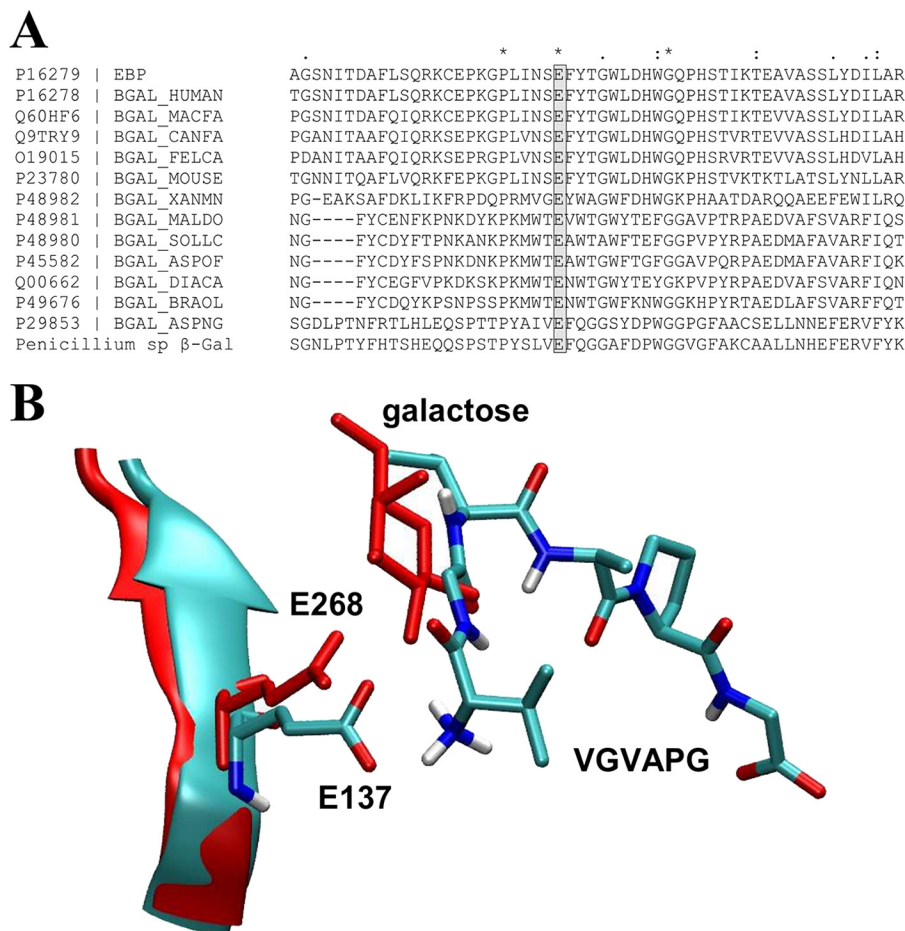 A
. * * :* : .:
P16279 | EBP AGSNITDAFLSQRKCEPKGPLINSEFYTGWLDHWGQPHSTIKTEAVASSLYDILAR
P16278 | BGAL_HUMAN TGSNITDAFLSQRKCEPKGPLINSEFYTGWLDHWGQPHSTIKTEAVASSLYDILAR
Q60HF6 | BGAL_MACFA PGSNITDAFQIQRKCEPKGPLINSEFYTGWLDHWGQPHSTIKTEVVASSLYDILAR
Q9TRY9 | BGAL_CANFA PGANITAAFQIQRKSEPKGPLVNSEFYTGWLDHWGQPHSTVRTEVVASSLHDILAH
O19015 | BGAL_FELCA PDANITAAFQIQRKSEPRGPLVNSEFYTGWLDHWGQPHSRVRTEVVASSLHDVLAH
P23780 | BGAL_MOUSE TGNNITQAFLVQRKFEPKGPLINSEFYTGWLDHWGKPHSTVKTKTLATSLYNLLAR
P48982 | BGAL_XANMN PG-EAKSAFDKLIKFRPDQPRMVGEYWAGWFDHWGKPHAATDARQQAEEFEWILRQ
P48981 | BGAL_MALDO NG----FYCENFKPNKDYKPKMWTEVWTGWYTEFGGAVPTRPAEDVAFSVARFIQS
P48980 | BGAL_SOLLC NG----FYCDYFTPNKANKPKMWTEAWTAWFTEFGGPVPYRPAEDMAFAVARFIQT
P45582 | BGAL_ASPOF NG----FYCDYFSPNKNYKPKMWTEAWTGWFTGFGGAVPQRPAEDMAFAVARFIQK
Q00662 | BGAL_DIACA NG----FYCEGFVPKDKSKPKMWTENWTGWYTEYGKPVPYRPAEDVAFSVARFIQN
P49676 | BGAL_BRAOL NG----FYCDQYKPSNPSSPKMWTENWTGWFKNWGGKHPYRTAEDLAFSVARFFQT
P29853 | BGAL_ASPNG SGDLPTNFRTLHLEQSPTTPYAIVEFQGGSYDPWGGPGFAACSELLNNEFERVFYK
Penicillium sp β-Gal SGNLPTYFHTSHEQQSPSTPYSLVEFQGGAFDPWGGVGFAKCAALLNHEFERVFYK
B
galactose
E268
E137
VGVAPG